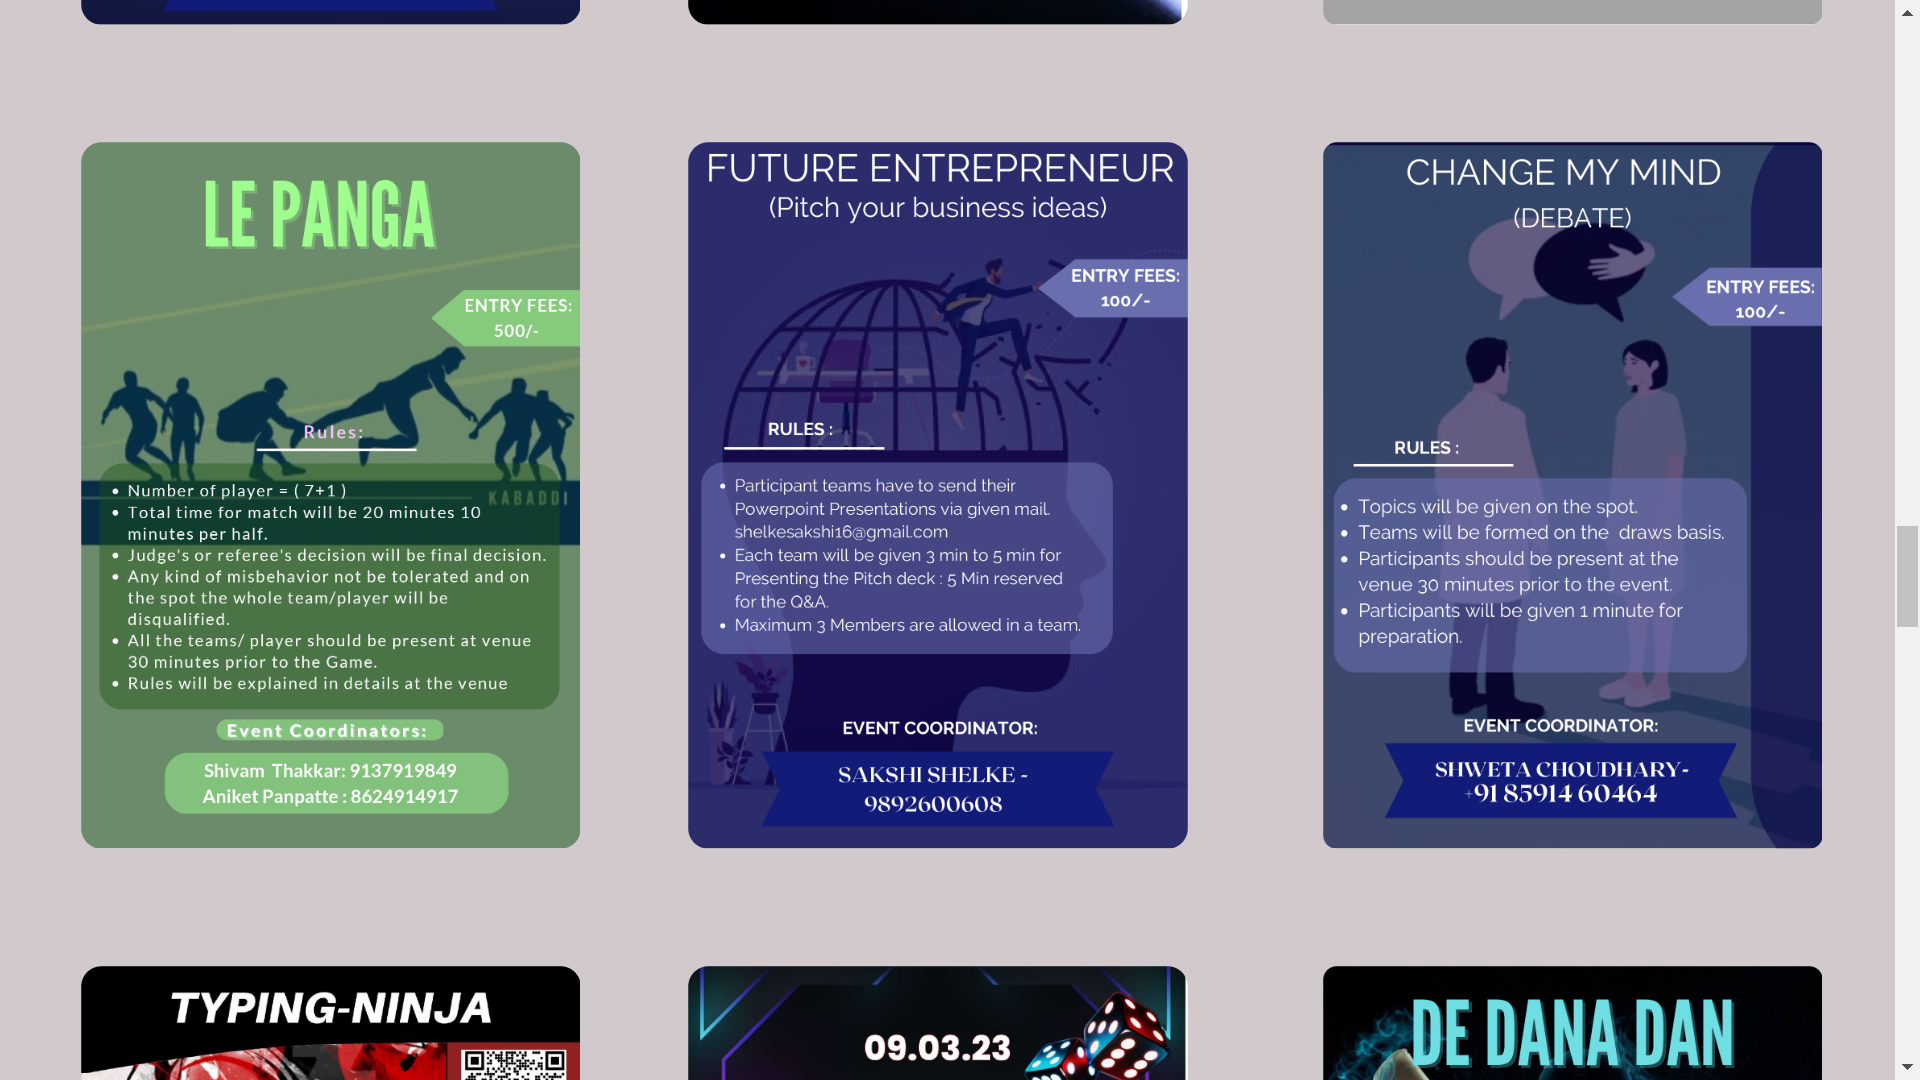 LE PANGA
ENTRY FEES:
500/-
Rules:
KABADDI
• Number of player = ( 7+1 )
• Total time for match will be 20 minutes 10
minutes per half.
• Judge's or referee's decision will be final decision.
• Any kind of misbehavior not be tolerated and on
the spot the whole team/player will be
disqualified.
• All the teams/ player should be present at venue
30 minutes prior to the Game.
• Rules will be explained in details at the venue
Event Coordinators:
Shivam Thakkar: 9137919849
Aniket Panpatte : 8624914917
FUTURE ENTREPRENEUR
(Pitch your business ideas)
ENTRY FEES:
100/-
RULES :
• Participant teams have to send their
Powerpoint Presentations via given mail.
shelkesakshi16@gmail.com
• Each team will be given 3 min to 5 min for
Presenting the Pitch deck : 5 Min reserved
for the Q&A.
• Maximum 3 Members are allowed in a team.
EVENT COORDINATOR:
SAKSHI SHELKE -
9892600608
CHANGE MY MIND
(DEBATE)
ENTRY FEES:
100/-
RULES :
• Topics will be given on the spot.
• Teams will be formed on the draws basis.
• Participants should be present at the
venue 30 minutes prior to the event.
• Participants will be given 1 minute for
preparation.
EVENT COORDINATOR:
SHWETA CHOUDHARY-
+91 85914 60464
TYPING-NINJA
09.03.23
DE DANA DAN